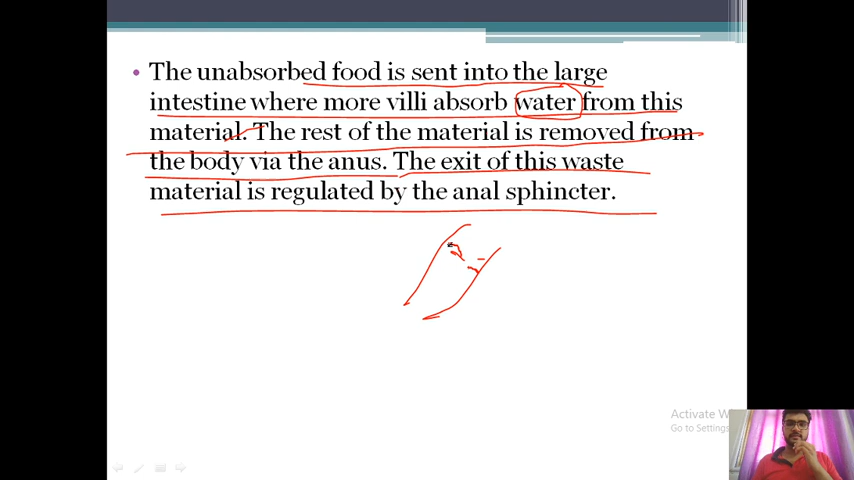 The unabsorbed food is sent into the large
intestine where more villi absorb water from this
material. The rest of the material is removed from
the body via the anus. The exit of this waste
material is regulated by the anal sphincter.
Activate W
Go to Settings